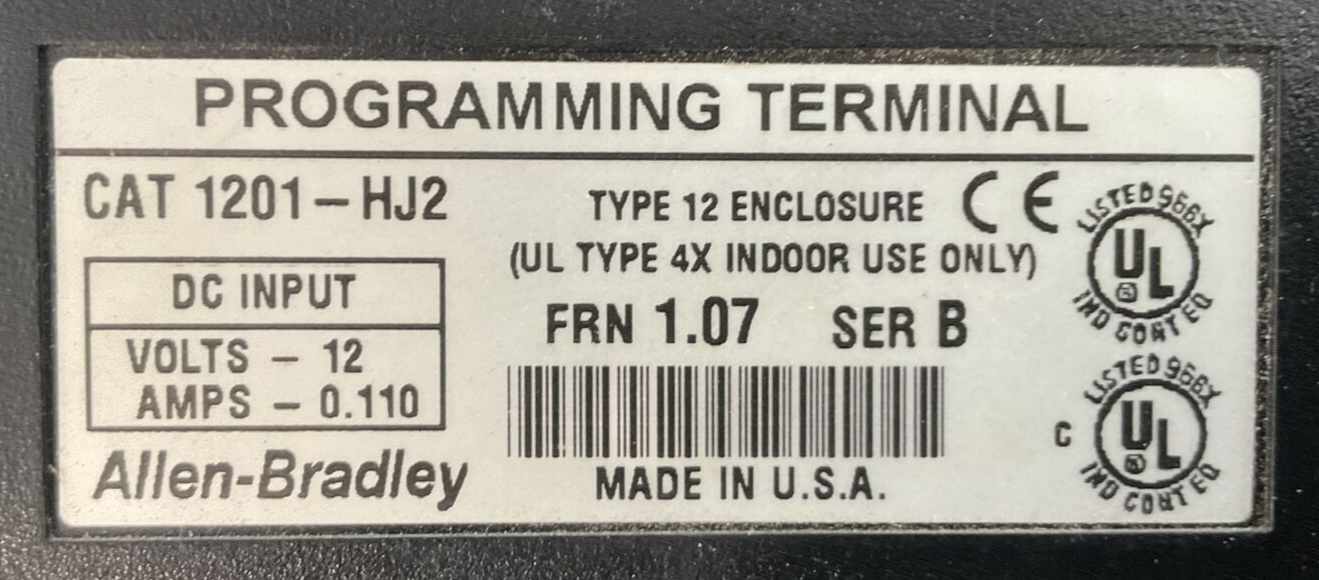 PROGRAMMING TERMINAL
CAT 1201-HJ2
TYPE 12 ENCLOSURE CE
(UL TYPE 4X INDOOR USE ONLY)
LISTED 966X
UL
®
IND CONT EQ
DC INPUT
VOLTS - 12
AMPS - 0.110
FRN 1.07 SER B
Allen-Bradley
MADE IN U.S.A.
LISTED 966X
C UL
®
IND CONT EQ